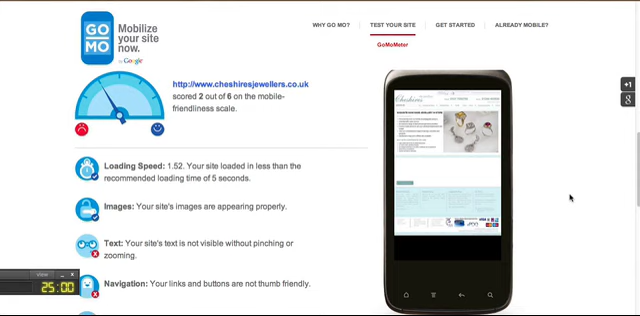 GO
MO
Mobilize
your site
now.
by Google
WHY GO MO?
TEST YOUR SITE
GET STARTED
ALREADY MOBILE?
GoMoMeter
+1
http://www.cheshiresjewellers.co.uk
scored 2 out of 6 on the mobile-
friendliness scale.
Loading Speed: 1.52. Your site loaded in less than the
recommended loading time of 5 seconds.
Images: Your site's images are appearing properly.
Text: Your site's text is not visible without pinching or
zooming.
Navigation: Your links and buttons are not thumb friendly.
Cheshires
View
25:00